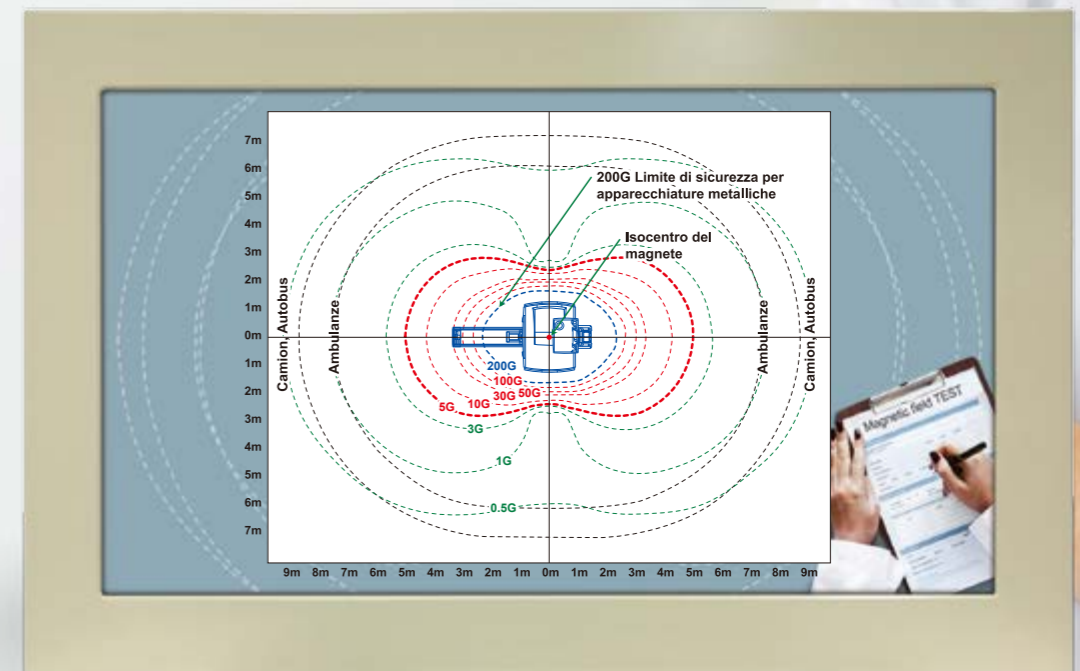 7m
6m
5m
4m
3m
2m
1m
0m
1m
2m
3m
4m
5m
6m
7m
200G Limite di sicurezza per
apparecchiature metalliche
Isocentro del
magnete
Camion, Autobus
Ambulanze
Ambulanze
Camion, Autobus
200G
100G
30G 50G
5G 10G
3G
1G
0.5G
9m 8m 7m 6m 5m 4m 3m 2m 1m 0m 1m 2m 3m 4m 5m 6m 7m 8m 9m
Magnetic field TEST